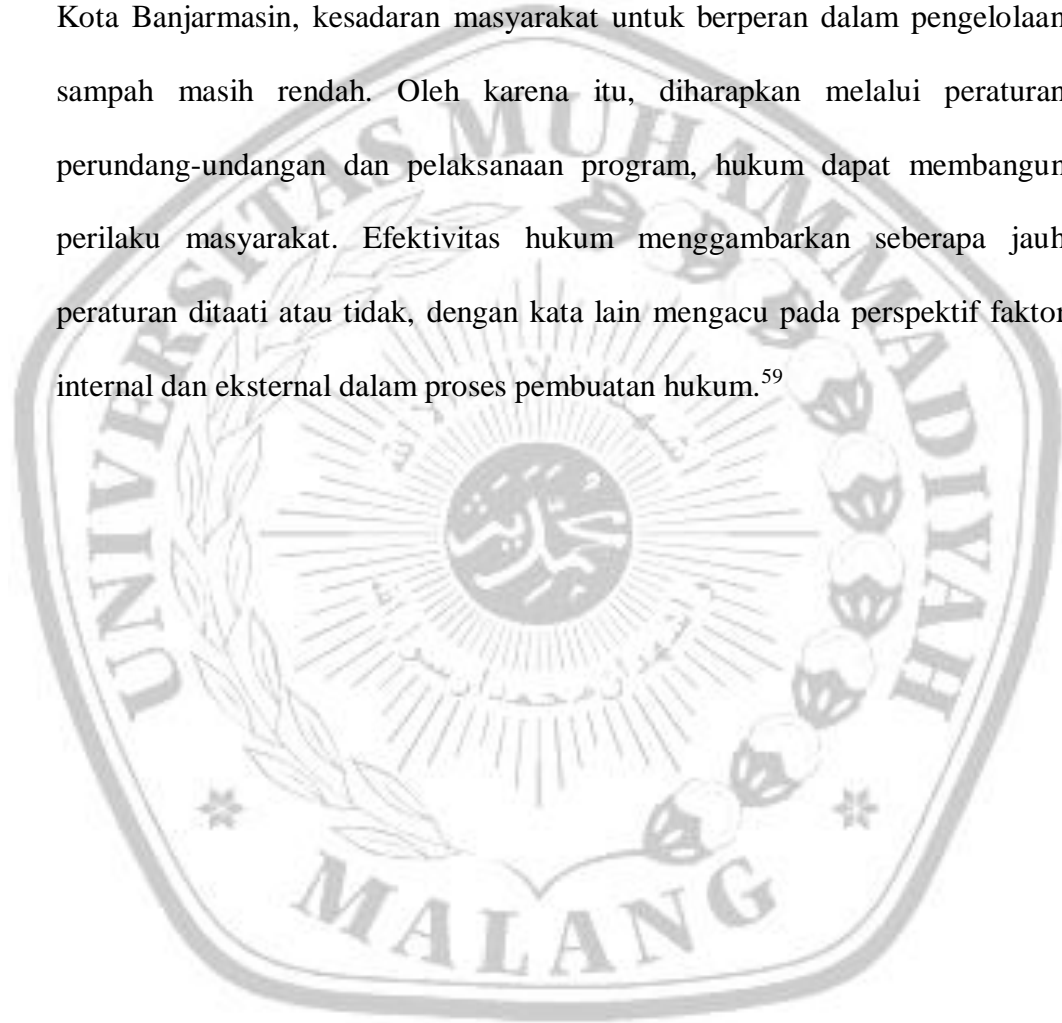 Kota Banjarmasin, kesadaran masyarakat untuk berperan dalam pengelolaan
sampah masih rendah. Oleh karena itu, diharapkan melalui peraturan
perundang-undangan dan pelaksanaan program, hukum dapat membangun
perilaku masyarakat. Efektivitas hukum menggambarkan seberapa jauh
peraturan ditaati atau tidak, dengan kata lain mengacu pada perspektif faktor
internal dan eksternal dalam proses pembuatan hukum.59
UNIVERSITAS MUHAMMADIYAH
MALANG